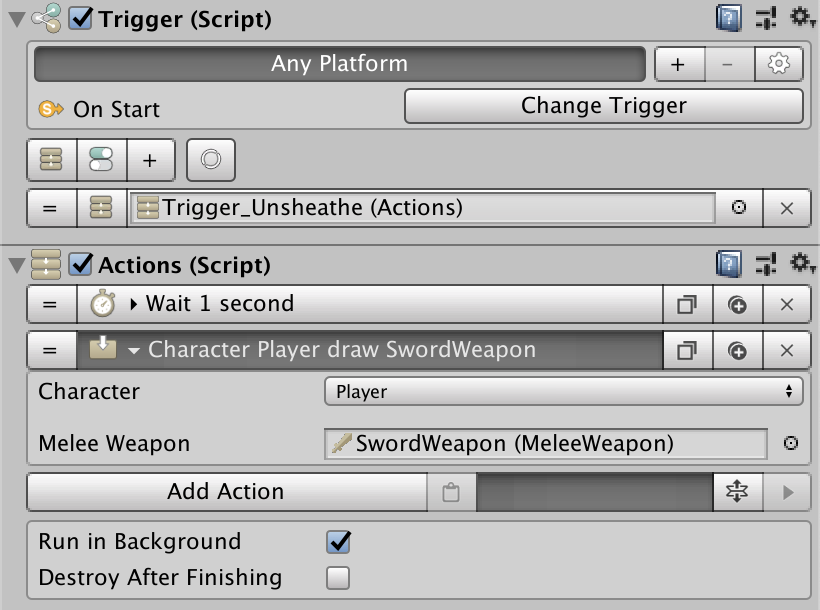 Trigger (Script)
Any Platform
+
-
On Start
Change Trigger
+
= Trigger_Unsheathe (Actions) ×
Actions (Script)
= Wait 1 second ×
= Character Player draw SwordWeapon ×
Character Player
Melee Weapon SwordWeapon (MeleeWeapon)
Add Action
Run in Background
Destroy After Finishing